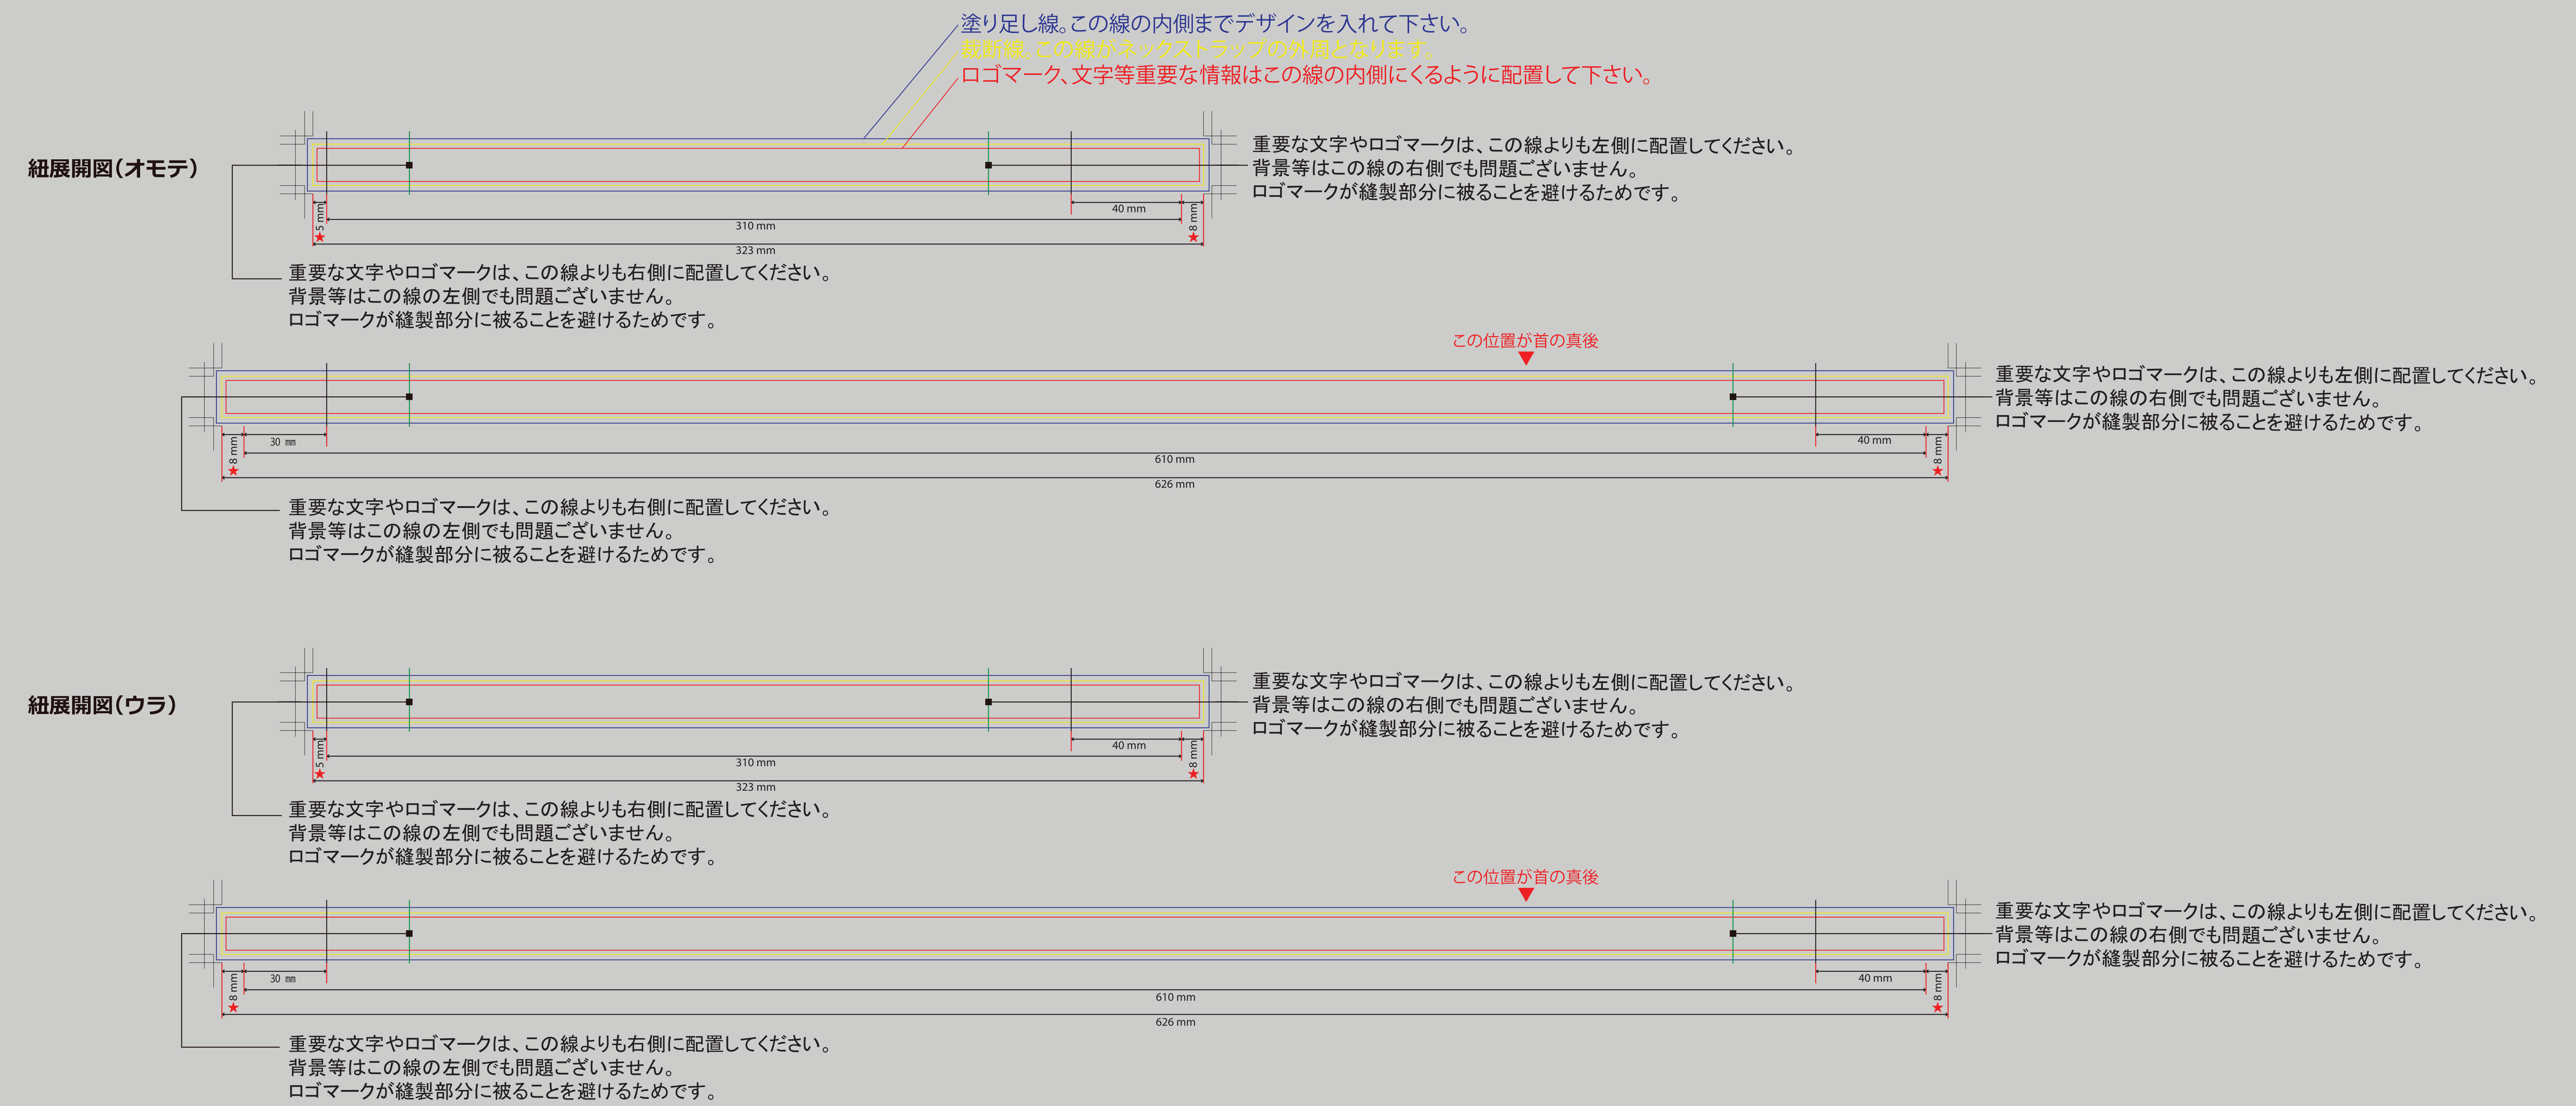 塗り足し線。この線の内側までデザインを入れて下さい。
裁断線。この線がネックストラップの外周となります。
ロゴマーク、文字等重要な情報はこの線の内側にくるように配置して下さい。
紐展開図(オモテ)
重要な文字やロゴマークは、この線よりも左側に配置してください。
背景等はこの線の右側でも問題ございません。
ロゴマークが縫製部分に被ることを避けるためです。
★5 mm
40 mm
★8 mm
310 mm
323 mm
重要な文字やロゴマークは、この線よりも右側に配置してください。
背景等はこの線の左側でも問題ございません。
ロゴマークが縫製部分に被ることを避けるためです。
この位置が首の真後
▼
重要な文字やロゴマークは、この線よりも左側に配置してください。
背景等はこの線の右側でも問題ございません。
ロゴマークが縫製部分に被ることを避けるためです。
★8 mm
30 mm
40 mm
★8 mm
610 mm
626 mm
重要な文字やロゴマークは、この線よりも右側に配置してください。
背景等はこの線の左側でも問題ございません。
ロゴマークが縫製部分に被ることを避けるためです。
紐展開図(ウラ)
重要な文字やロゴマークは、この線よりも左側に配置してください。
背景等はこの線の右側でも問題ございません。
ロゴマークが縫製部分に被ることを避けるためです。
★5 mm
40 mm
★8 mm
310 mm
323 mm
重要な文字やロゴマークは、この線よりも右側に配置してください。
背景等はこの線の左側でも問題ございません。
ロゴマークが縫製部分に被ることを避けるためです。
この位置が首の真後
▼
重要な文字やロゴマークは、この線よりも左側に配置してください。
背景等はこの線の右側でも問題ございません。
ロゴマークが縫製部分に被ることを避けるためです。
★8 mm
30 mm
40 mm
★8 mm
610 mm
626 mm
重要な文字やロゴマークは、この線よりも右側に配置してください。
背景等はこの線の左側でも問題ございません。
ロゴマークが縫製部分に被ることを避けるためです。